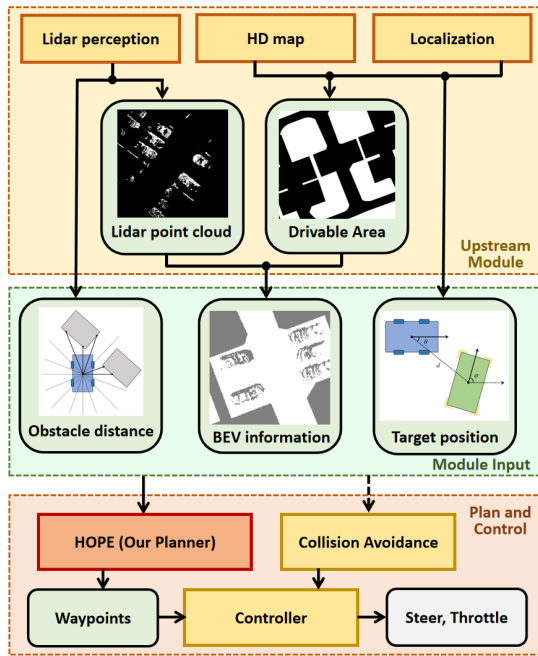 Lidar perception
HD map
Localization
Lidar point cloud
Drivable Area
Upstream
Module
Obstacle distance
BEV information
θ
d
φ
Target position
Module Input
Plan and
Control
HOPE (Our Planner)
Collision Avoidance
Waypoints
Controller
Steer, Throttle